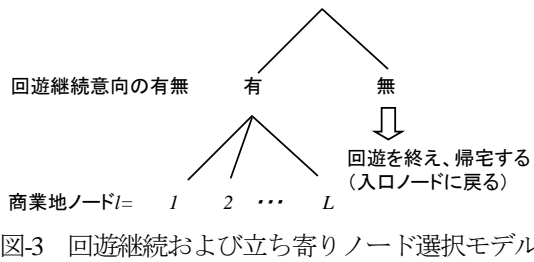 回遊継続意向の有無 有 無
回遊を終え、帰宅する
（入口ノードに戻る）
商業地ノードl= 1 2 ･･･ L
図-3 回遊継続および立ち寄りノード選択モデル